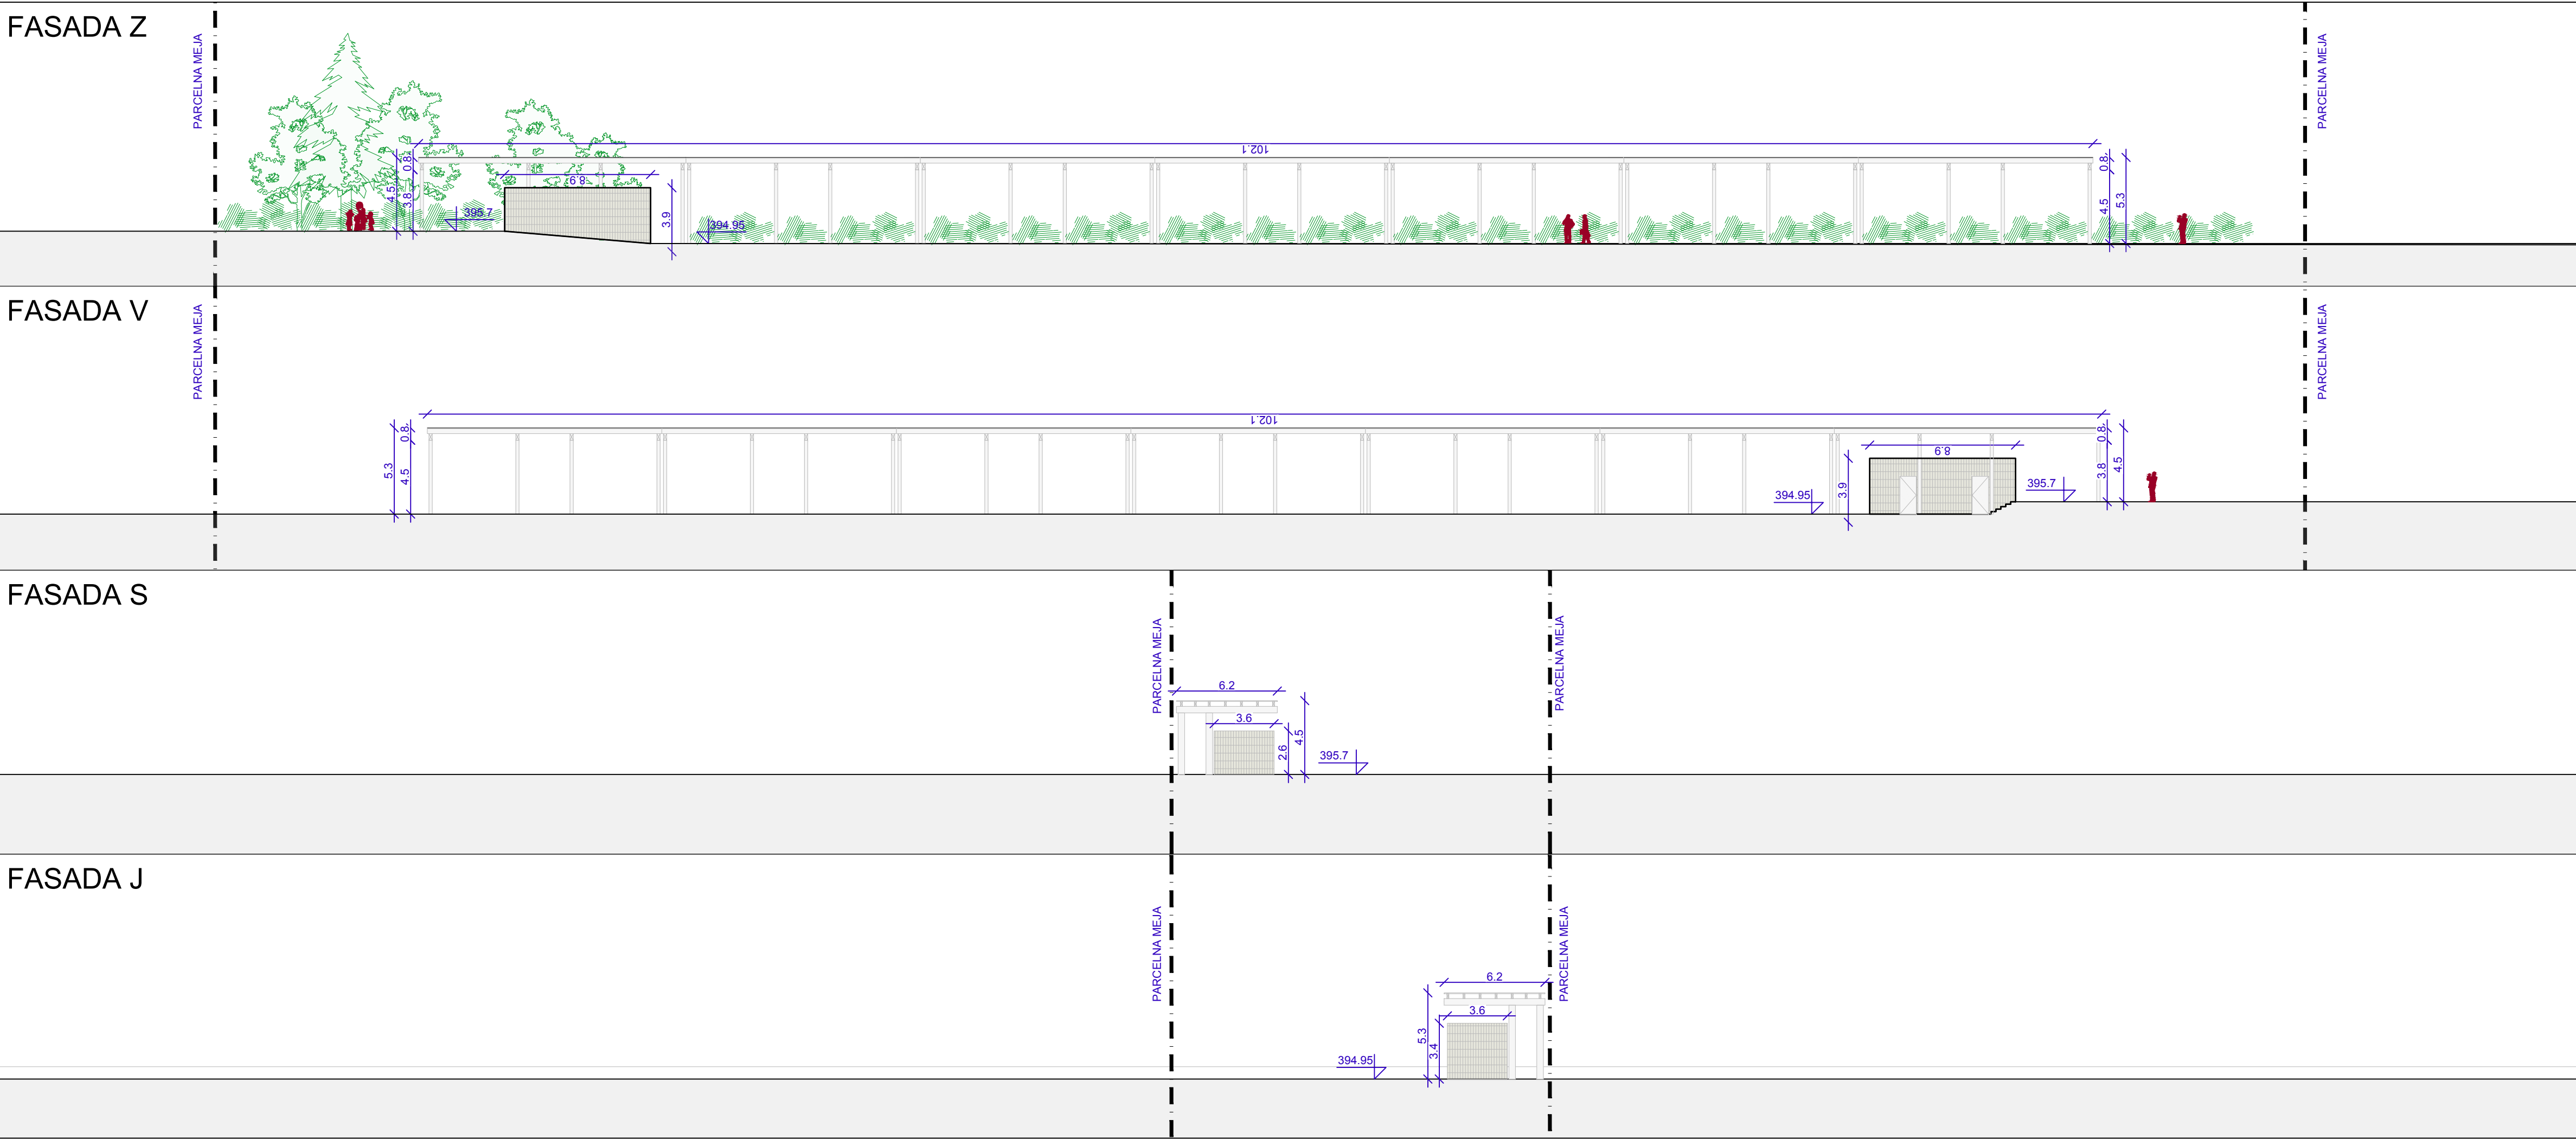 FASADA Z
PARCELNA MEJA
PARCELNA MEJA
102.1
0.8
4.5
3.8
8.9
395.7
3.9
394.95
0.8
4.5
5.3
FASADA V
PARCELNA MEJA
PARCELNA MEJA
102.1
0.8
5.3
4.5
8.9
3.9
394.95
395.7
0.8
3.8
4.5
FASADA S
PARCELNA MEJA
PARCELNA MEJA
6.2
3.6
2.6
4.5
395.7
FASADA J
PARCELNA MEJA
PARCELNA MEJA
6.2
3.6
5.3
3.4
394.95